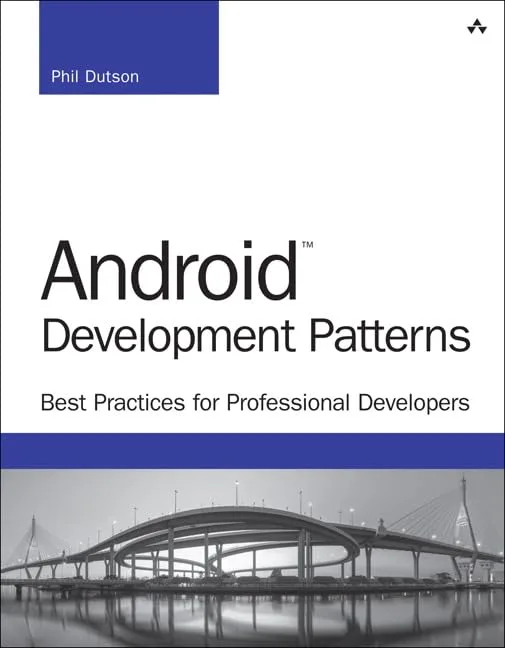 Phil Dutson
Android™
Development Patterns
Best Practices for Professional Developers